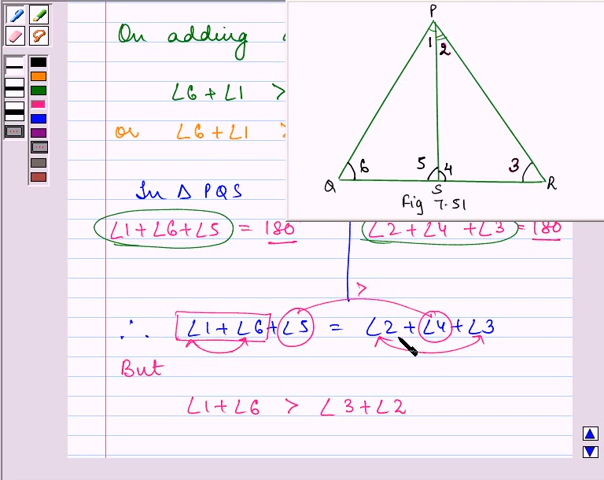 On adding
∠6 + ∠1 >
or ∠6 + ∠1 >
P
1 2
6 5 4 3
Q S R
Fig 7.51
In △ PQS
∠1 + ∠6 + ∠5 = 180
∠2 + ∠4 + ∠3 = 180
>
∴ ∠1 + ∠6 + ∠5 = ∠2 + ∠4 + ∠3
But
∠1 + ∠6 > ∠3 + ∠2